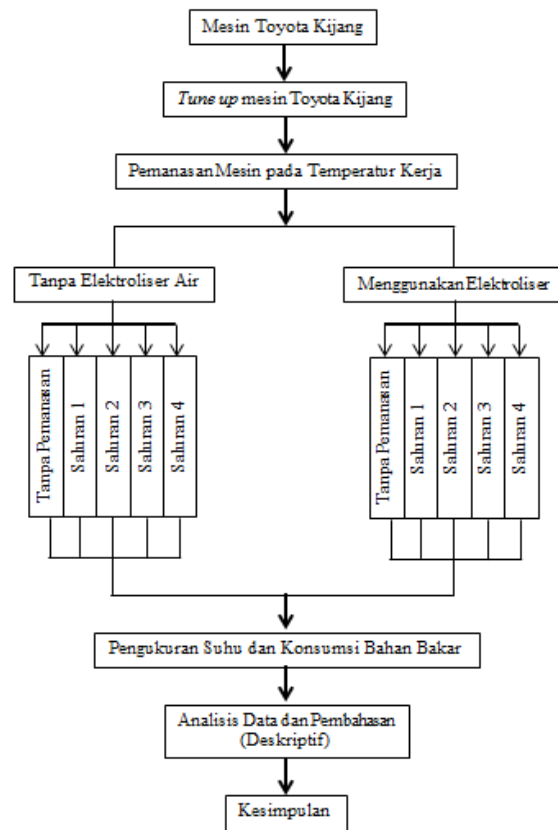 Mesin Toyota Kijang
Tune up mesin Toyota Kijang
Pemanasan Mesin pada Temperatur Kerja
Tanpa Elektroliser Air
Menggunakan Elektroliser
Tanpa Pemanasan
Saluran 1
Saluran 2
Saluran 3
Saluran 4
Tanpa Pemanasan
Saluran 1
Saluran 2
Saluran 3
Saluran 4
Pengukuran Suhu dan Konsumsi Bahan Bakar
Analisis Data dan Pembahasan
(Deskriptif)
Kesimpulan